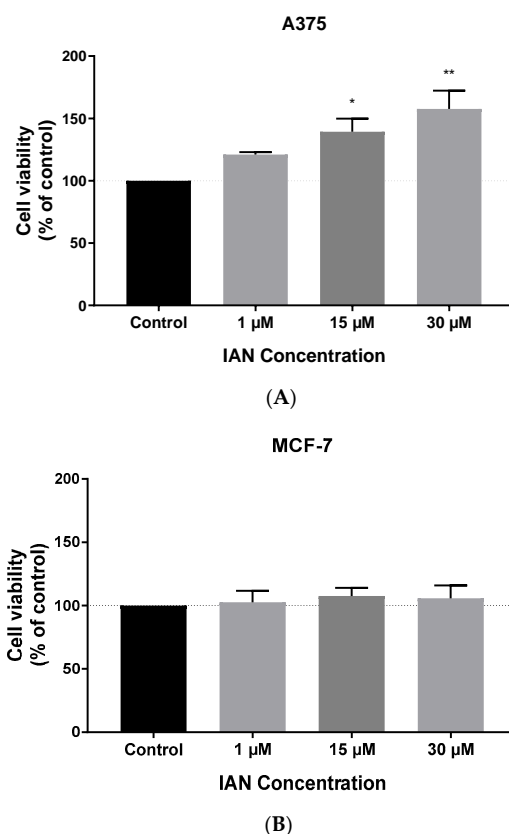 A375
Cell viability
(% of control)
200
150
100
50
0
*
**
Control 1 µM 15 µM 30 µM
IAN Concentration
(A)
MCF-7
Cell viability
(% of control)
200
150
100
50
0
Control 1 µM 15 µM 30 µM
IAN Concentration
(B)